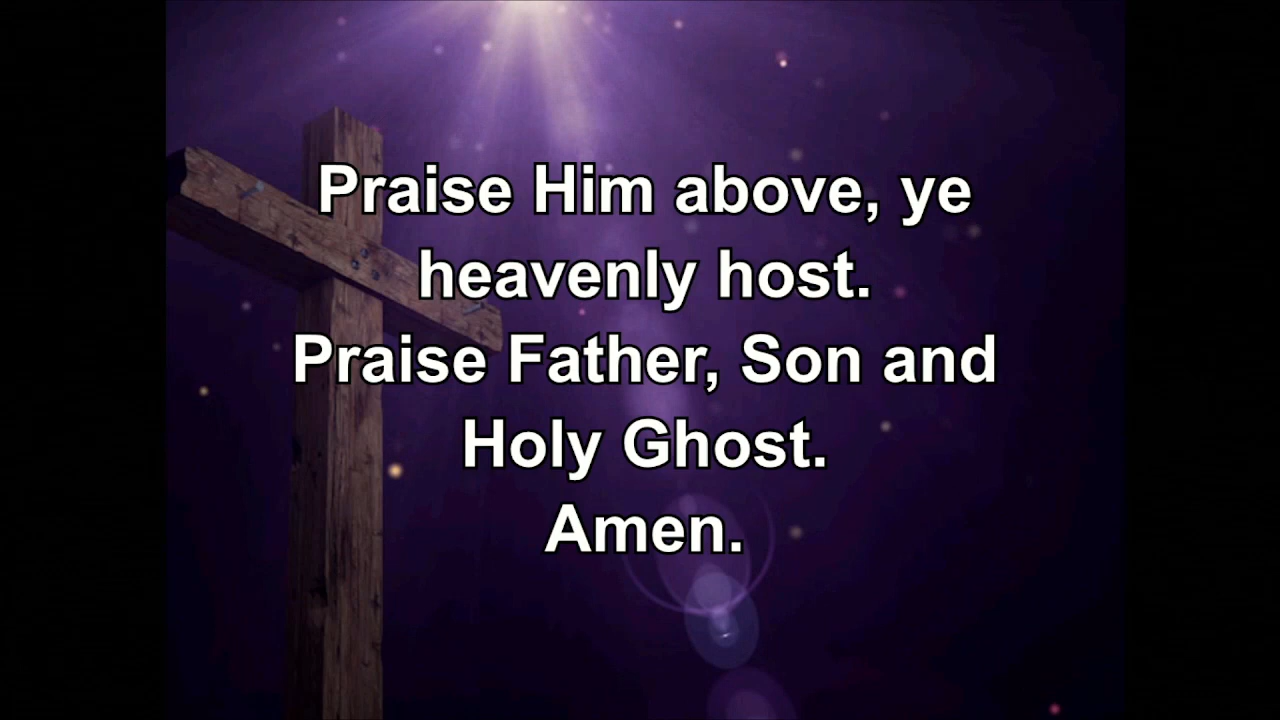 Praise Him above, ye
heavenly host.
Praise Father, Son and
Holy Ghost.
Amen.